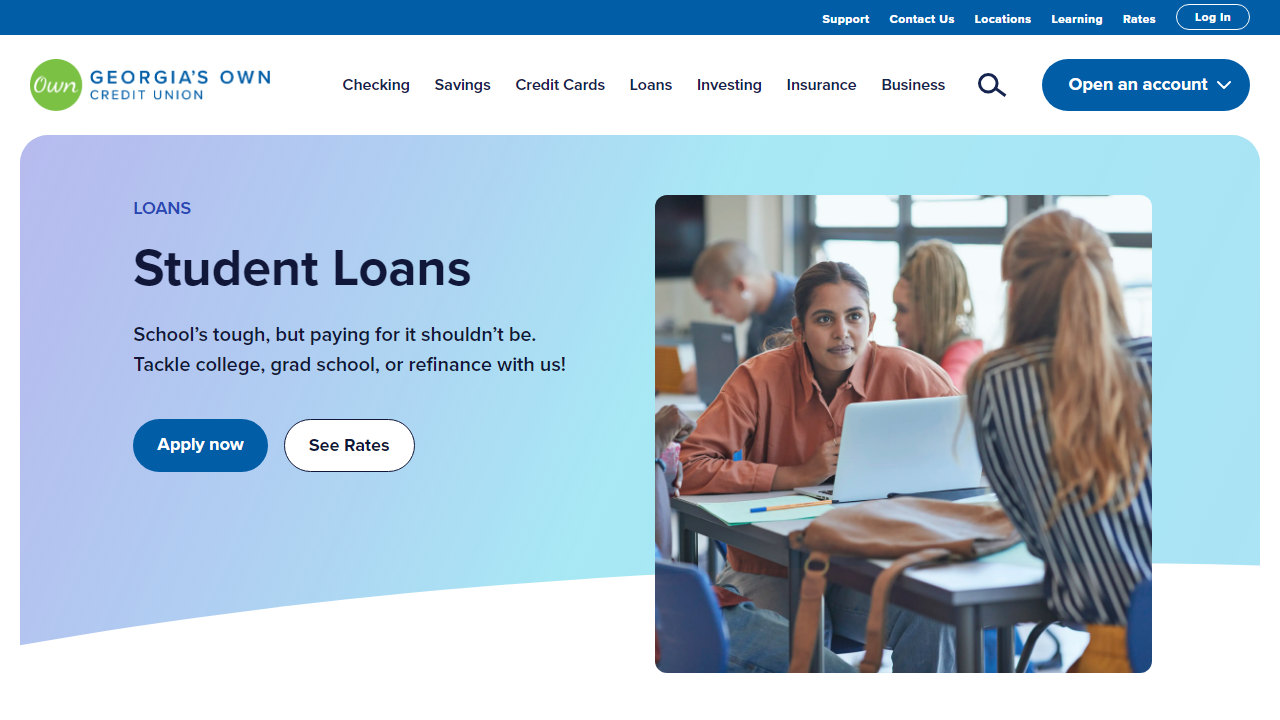 Support Contact Us Locations Learning Rates Log In
Own GEORGIA'S OWN
CREDIT UNION
Checking Savings Credit Cards Loans Investing Insurance Business
Open an account
LOANS
Student Loans
School’s tough, but paying for it shouldn’t be.
Tackle college, grad school, or refinance with us!
Apply now See Rates